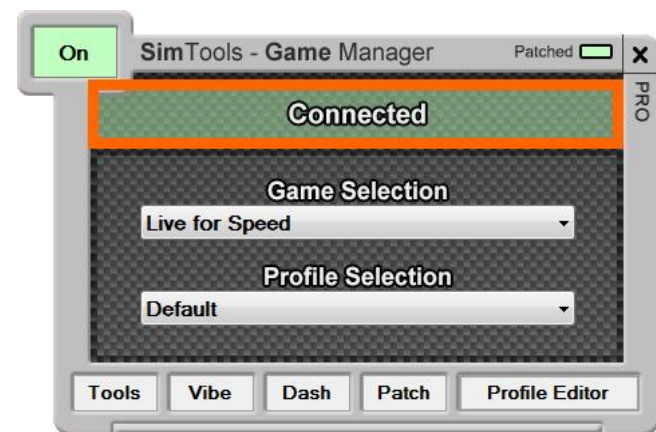 On
SimTools - Game Manager
Patched
X
PRO
Connected
Game Selection
Live for Speed
Profile Selection
Default
Tools
Vibe
Dash
Patch
Profile Editor